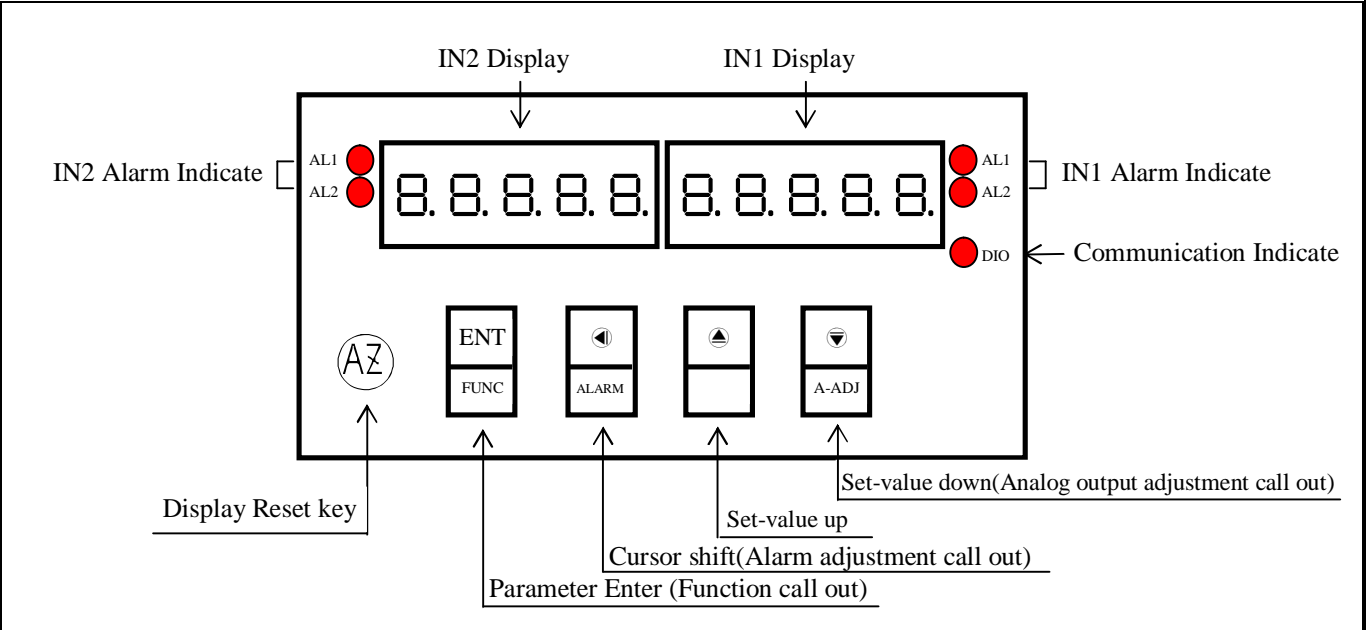 IN2 Display
IN1 Display
IN2 Alarm Indicate
AL1
AL2
8.8.8.8.8.
8.8.8.8.8.
AL1
AL2
IN1 Alarm Indicate
DIO
Communication Indicate
AZ
ENT
FUNC
ALARM
A-ADJ
Set-value down(Analog output adjustment call out)
Display Reset key
Set-value up
Cursor shift(Alarm adjustment call out)
Parameter Enter (Function call out)